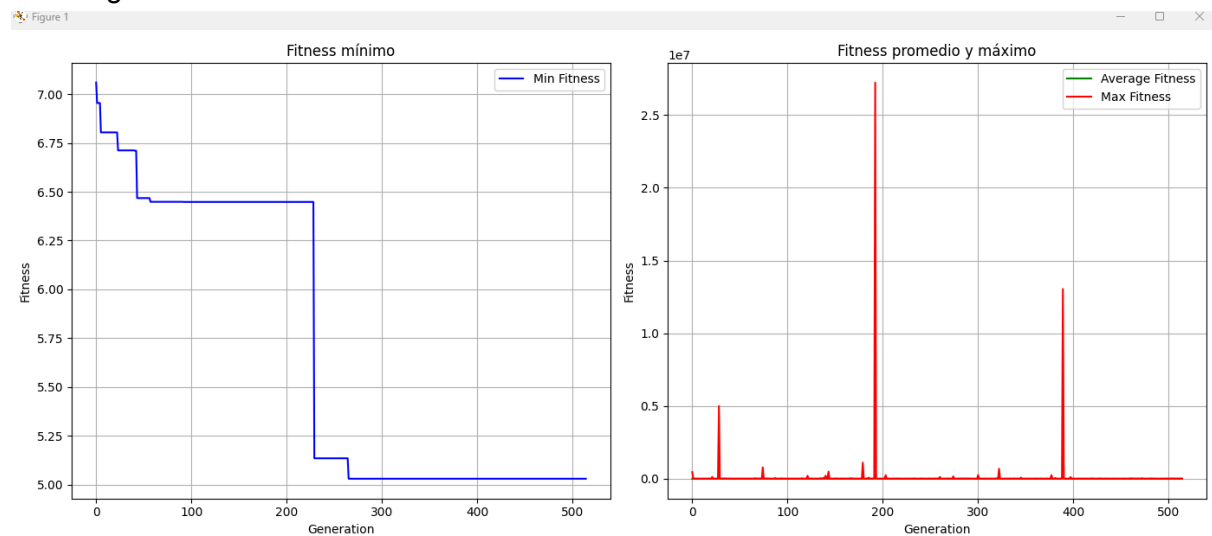 Figure 1
Fitness mínimo
Min Fitness
7.00
6.75
6.50
6.25
6.00
5.75
5.50
5.25
5.00
Fitness
0
100
200
300
400
500
Generation
Fitness promedio y máximo
1e7
Average Fitness
Max Fitness
2.5
2.0
1.5
1.0
0.5
0.0
Fitness
0
100
200
300
400
500
Generation